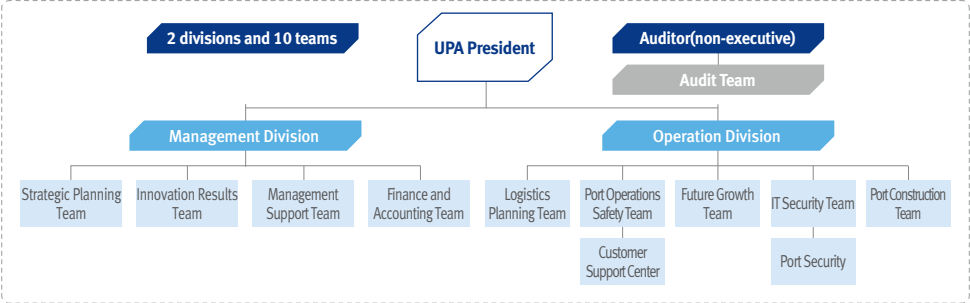 2 divisions and 10 teams
UPA President
Auditor(non-executive)
Audit Team
Management Division
Operation Division
Strategic Planning
Team
Innovation Results
Team
Management
Support Team
Finance and
Accounting Team
Logistics
Planning Team
Port Operations
Safety Team
Future Growth
Team
IT Security Team
Port Construction
Team
Customer
Support Center
Port Security